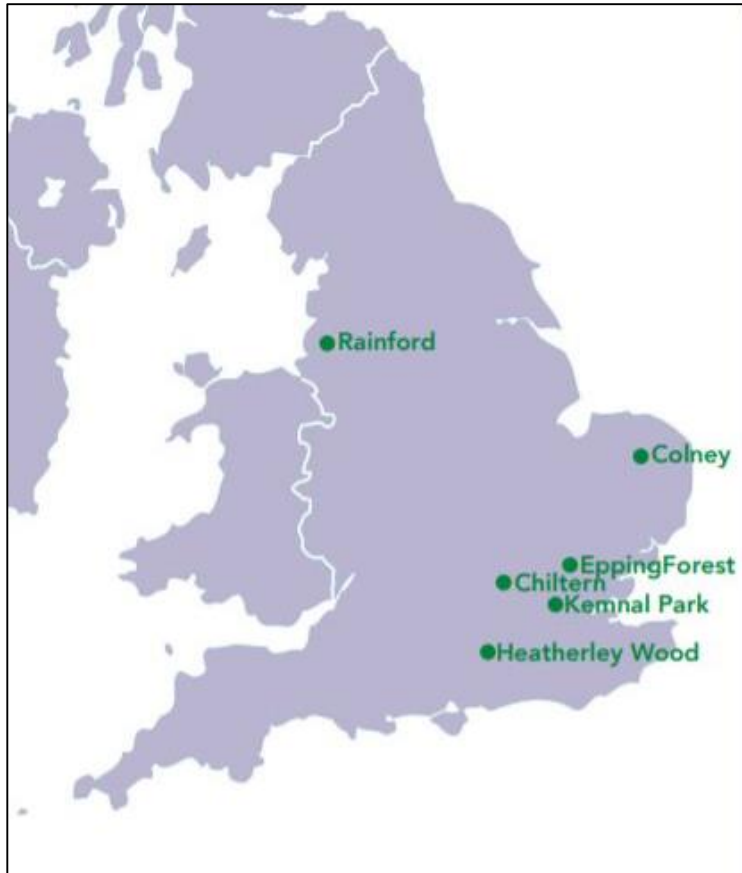 Rainford
Colney
EppingForest
Chiltern
Kemnal Park
Heatherley Wood